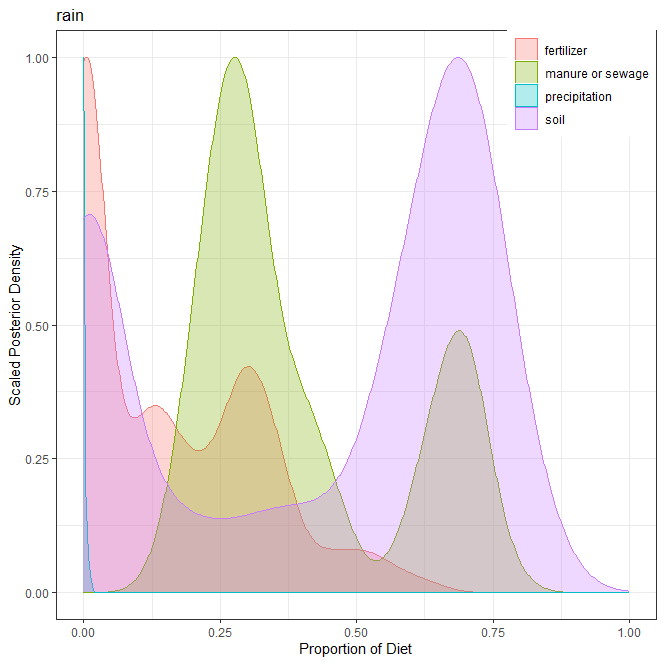 rain
fertilizer
manure or sewage
precipitation
soil
Scaled Posterior Density
1.00
0.75
0.50
0.25
0.00
0.00 0.25 0.50 0.75 1.00
Proportion of Diet